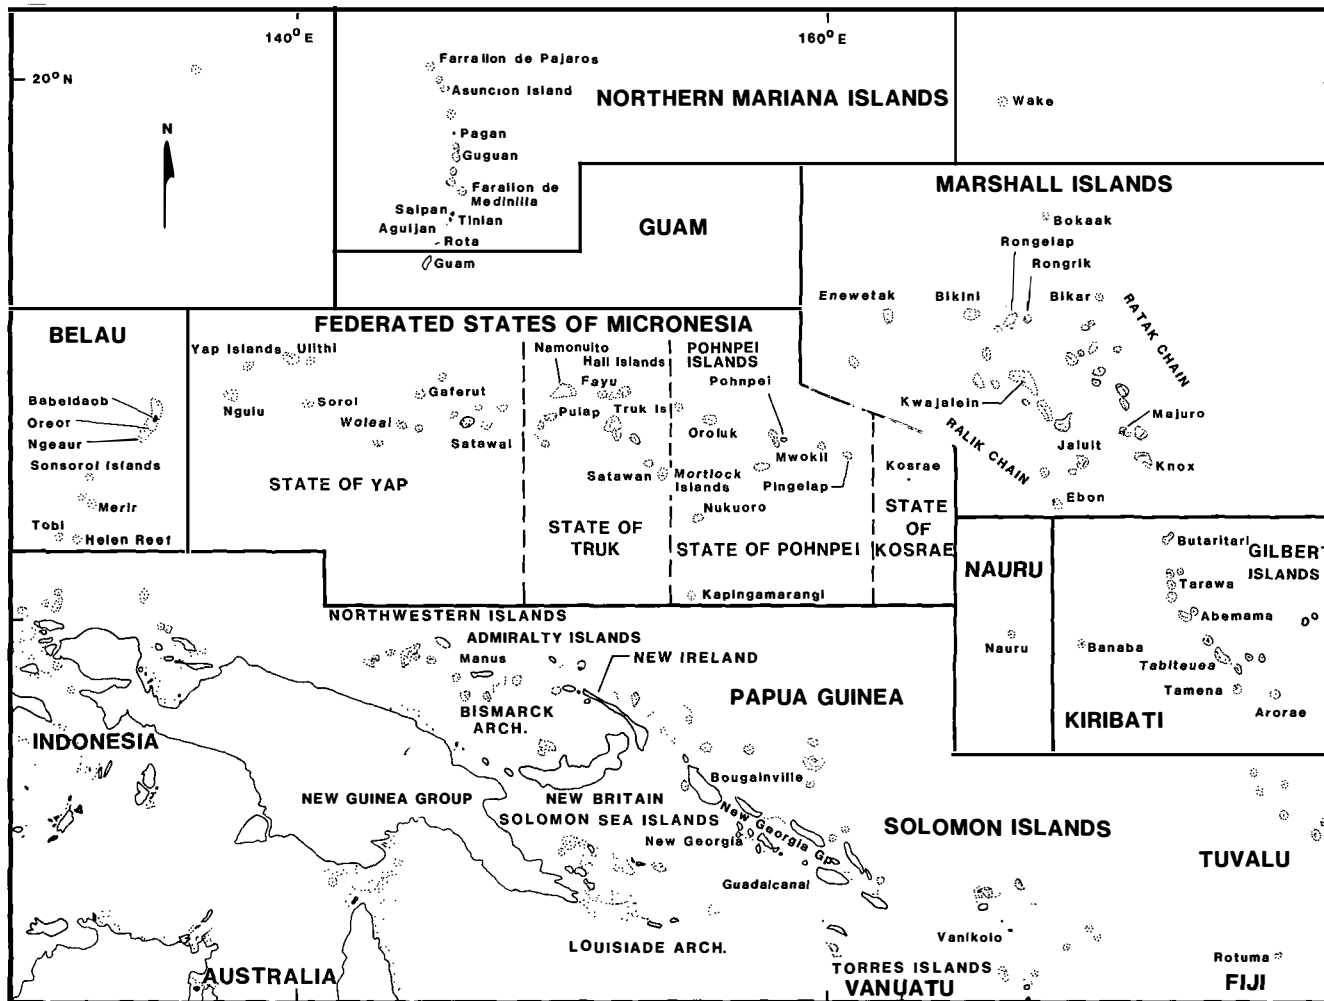 140° E
160° E
20° N
N
Farrallon de Pajaros
Asuncion Island
NORTHERN MARIANA ISLANDS
Wake
Pagan
Guguan
Farallon de
Medinilla
Saipan
Tinian
Aguijan
Rota
Guam
GUAM
MARSHALL ISLANDS
Bokaak
Rongelap
Rongrik
Enewetak
Bikini
Bikar
RATAK CHAIN
Kwajalein
Majuro
RALIK CHAIN
Jaluit
Knox
Ebon
BELAU
Babeldaob
Oreor
Ngeaur
Sonsorol Islands
Merir
Tobi
Helen Reef
FEDERATED STATES OF MICRONESIA
Yap Islands
Ulithi
Ngulu
Sorol
Gaferut
Woleai
Satawal
STATE OF YAP
Namonuito
Hall Islands
Fayu
Pulap
Truk Is
Satawan
Mortlock
Islands
STATE OF
TRUK
POHNPEI
ISLANDS
Pohnpei
Oroluk
Mwokil
Pingelap
Nukuoro
STATE OF POHNPEI
Kapingamarangi
Kosrae
STATE
OF
KOSRAE
NAURU
Nauru
Butaritari
GILBERT
ISLANDS
Tarawa
Abemama
0°
Banaba
Tabiteuea
Tamena
Arorae
KIRIBATI
NORTHWESTERN ISLANDS
ADMIRALTY ISLANDS
Manus
NEW IRELAND
BISMARCK
ARCH.
PAPUA GUINEA
INDONESIA
Bougainville
NEW GUINEA GROUP
NEW BRITAIN
SOLOMON SEA ISLANDS
New Georgia Gp
New Georgia
SOLOMON ISLANDS
TUVALU
Guadalcanal
LOUISIADE ARCH.
Vanikolo
TORRES ISLANDS
VANUATU
Rotuma
FIJI
AUSTRALIA